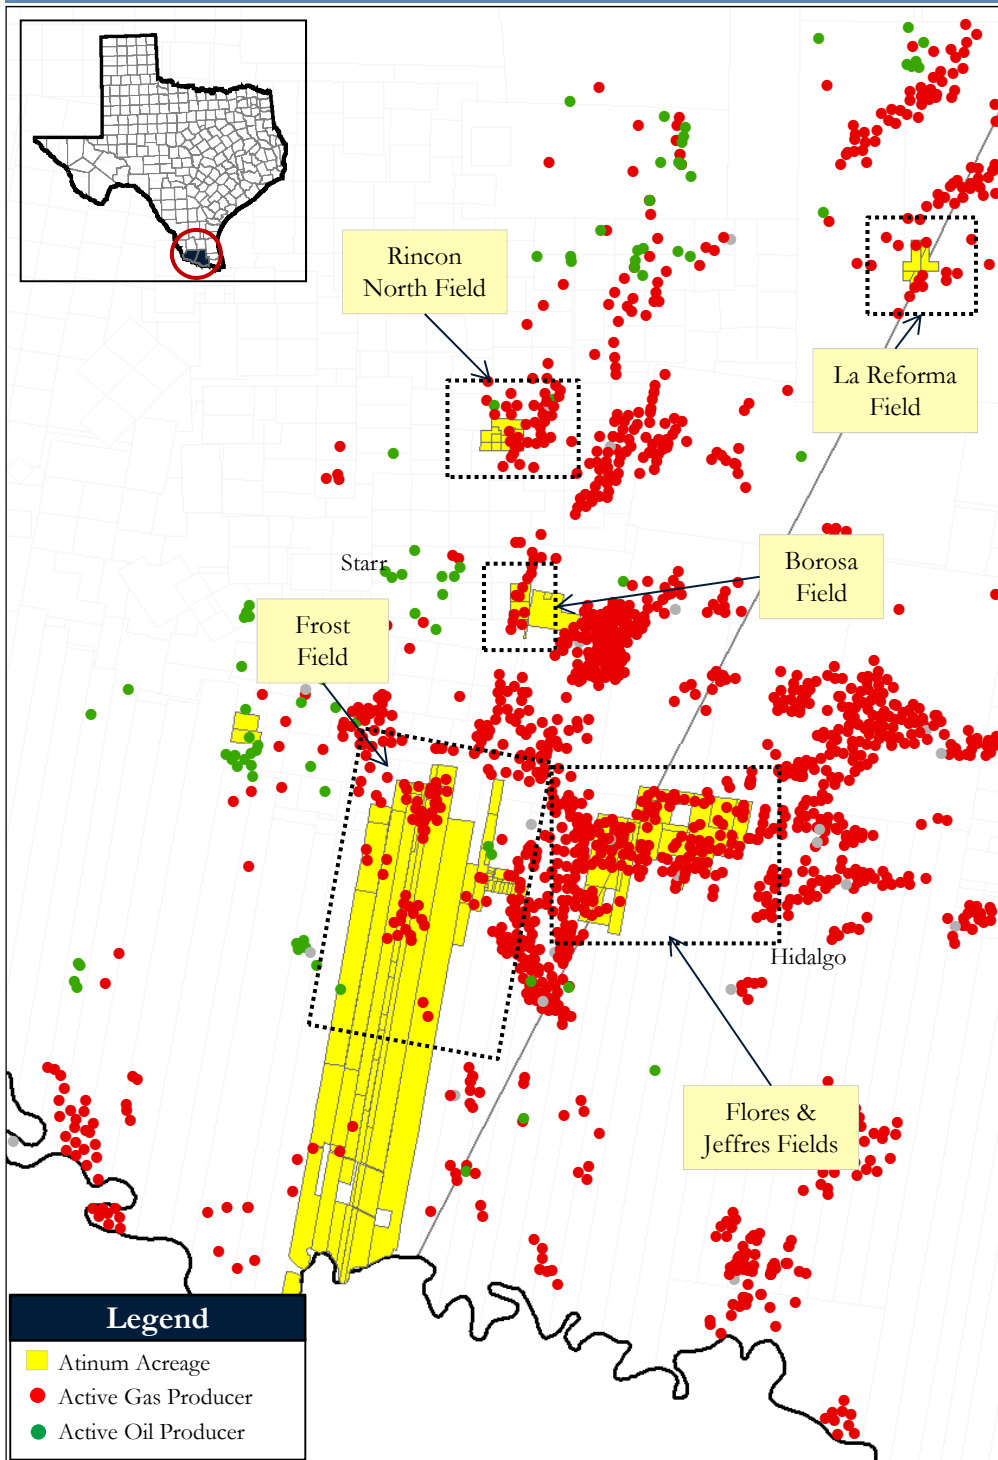 Rincon
North Field
La Reforma
Field
Starr
Borosa
Field
Frost
Field
Hidalgo
Flores &
Jeffres Fields
Legend
Atinum Acreage
Active Gas Producer
Active Oil Producer